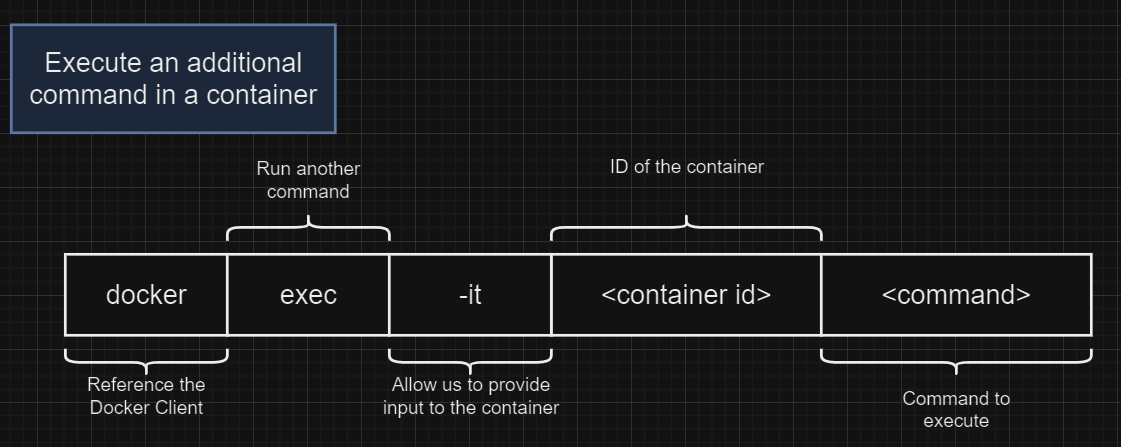 Execute an additional
command in a container
Run another
command
ID of the container
docker
exec
-it
<container id>
<command>
Reference the
Docker Client
Allow us to provide
input to the container
Command to
execute